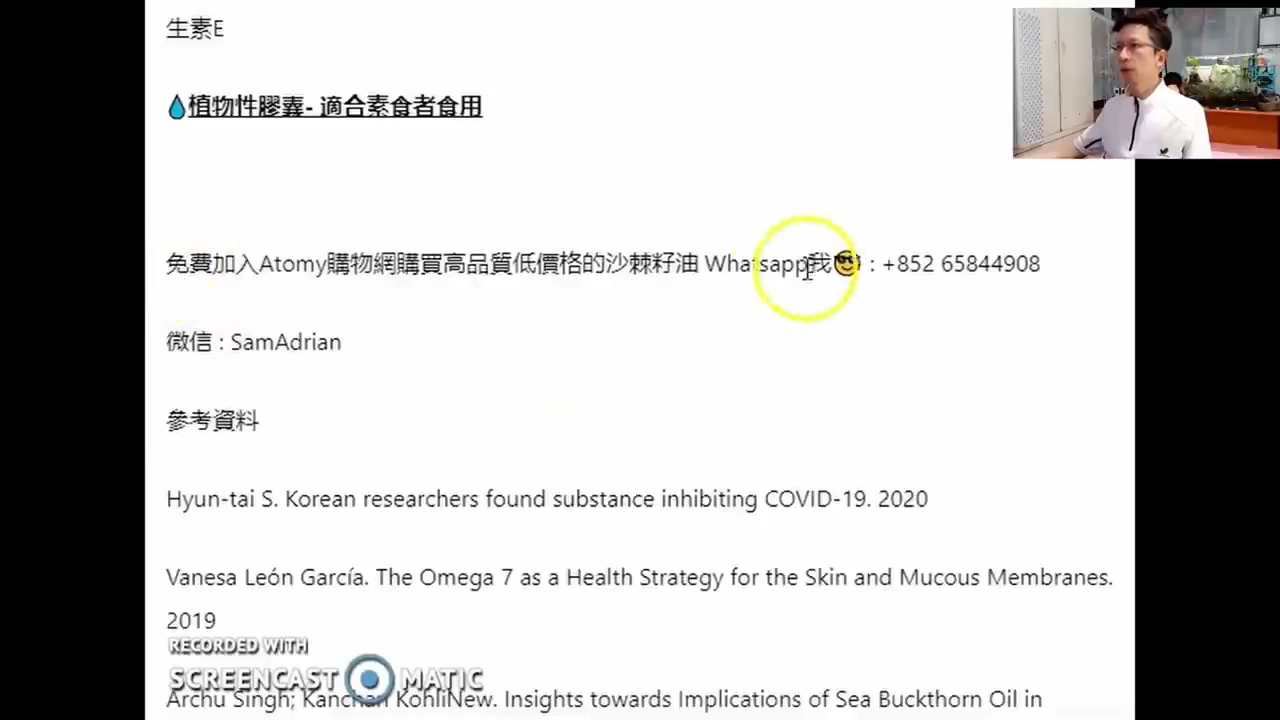 生素E
💧植物性膠囊- 適合素食者食用
免費加入Atomy購物網購買高品質低價格的沙棘籽油 Whatsapp我😎 : +852 65844908
微信 : SamAdrian
參考資料
Hyun-tai S. Korean researchers found substance inhibiting COVID-19. 2020
Vanesa León García. The Omega 7 as a Health Strategy for the Skin and Mucous Membranes.
2019
RECORDED WITH
SCREENCAST MATIC
Archu Singh; Kanchan KohliNew. Insights towards Implications of Sea Buckthorn Oil in